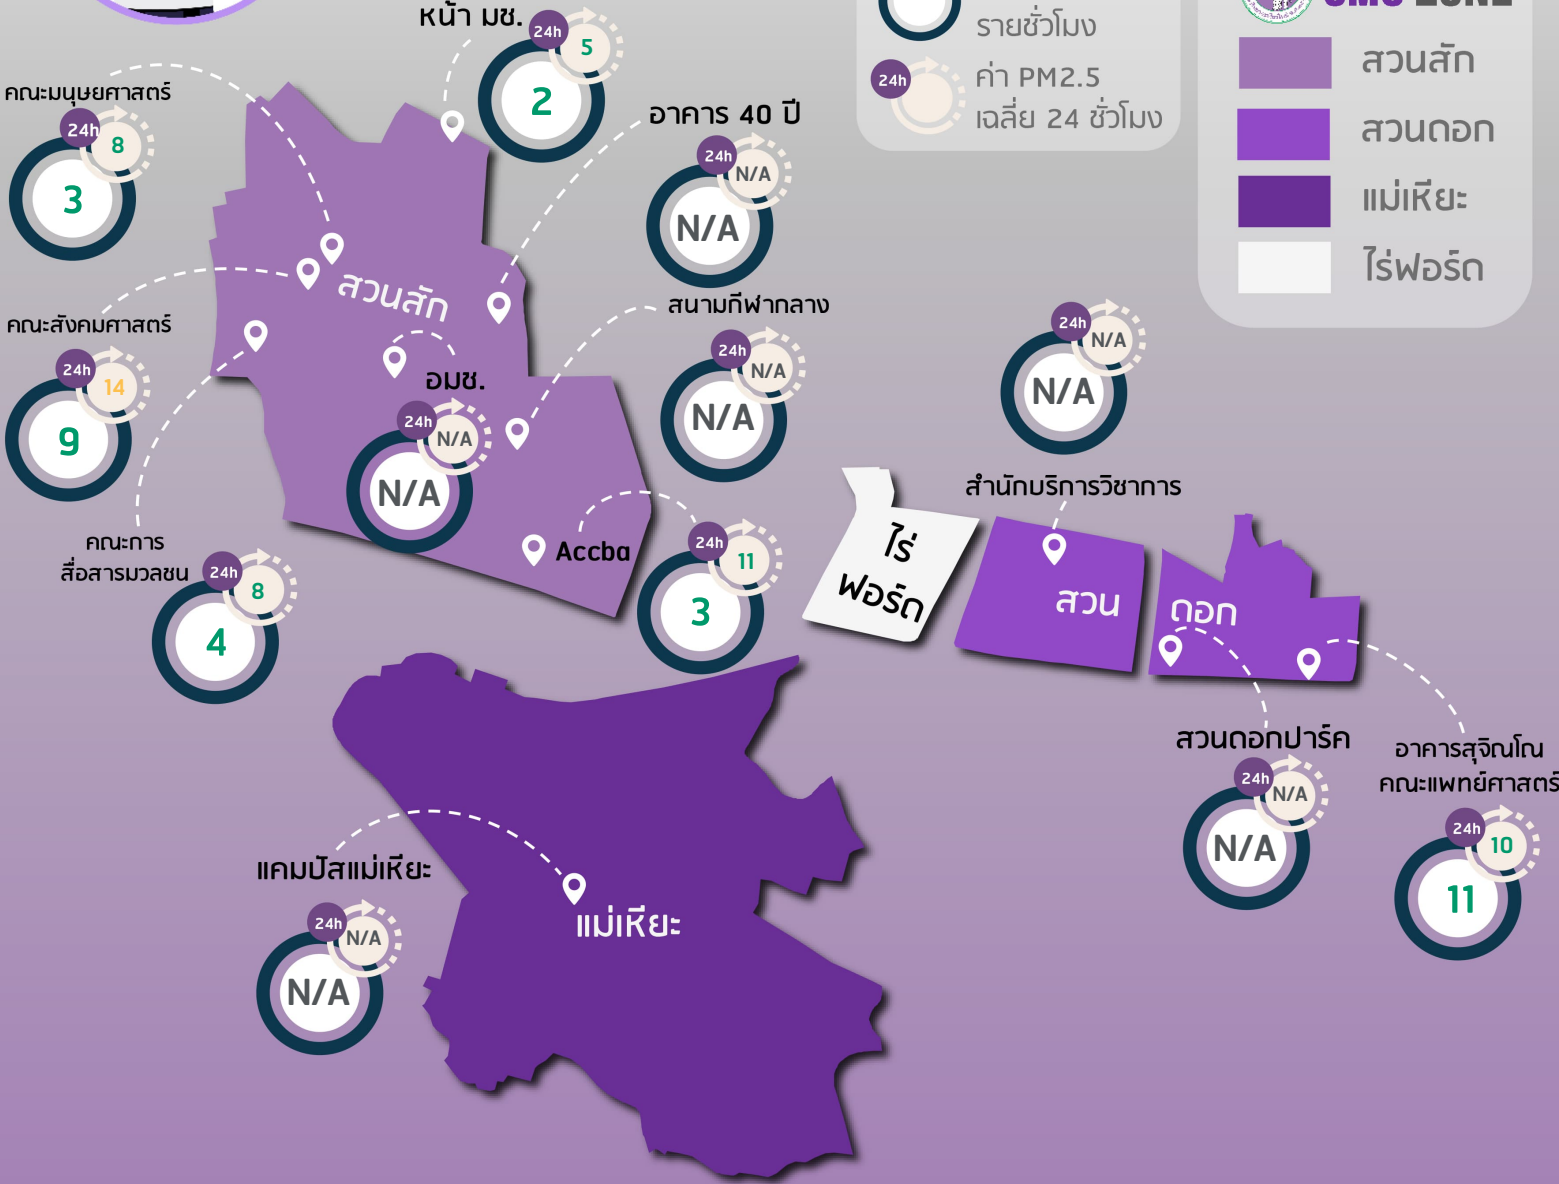 หน้า มช.
24h
5
2
รายชั่วโมง
24h
ค่า PM2.5
เฉลี่ย 24 ชั่วโมง
CMU ZONE
สวนสัก
สวนดอก
แม่เหียะ
ไร่ฟอร์ด
คณะมนุษยศาสตร์
24h
8
3
อาคาร 40 ปี
24h
N/A
N/A
สวนสัก
คณะสังคมศาสตร์
24h
14
9
สนามกีฬากลาง
24h
N/A
N/A
อมช.
24h
N/A
N/A
24h
N/A
N/A
สำนักบริการวิชาการ
คณะการ
สื่อสารมวลชน
24h
8
4
Accba
24h
11
3
ไร่
ฟอร์ด
สวน
ดอก
สวนดอกปาร์ค
24h
N/A
N/A
อาคารสุจิณโณ
คณะแพทย์ศาสตร์
24h
10
11
แคมปัสแม่เหียะ
24h
N/A
N/A
แม่เหียะ